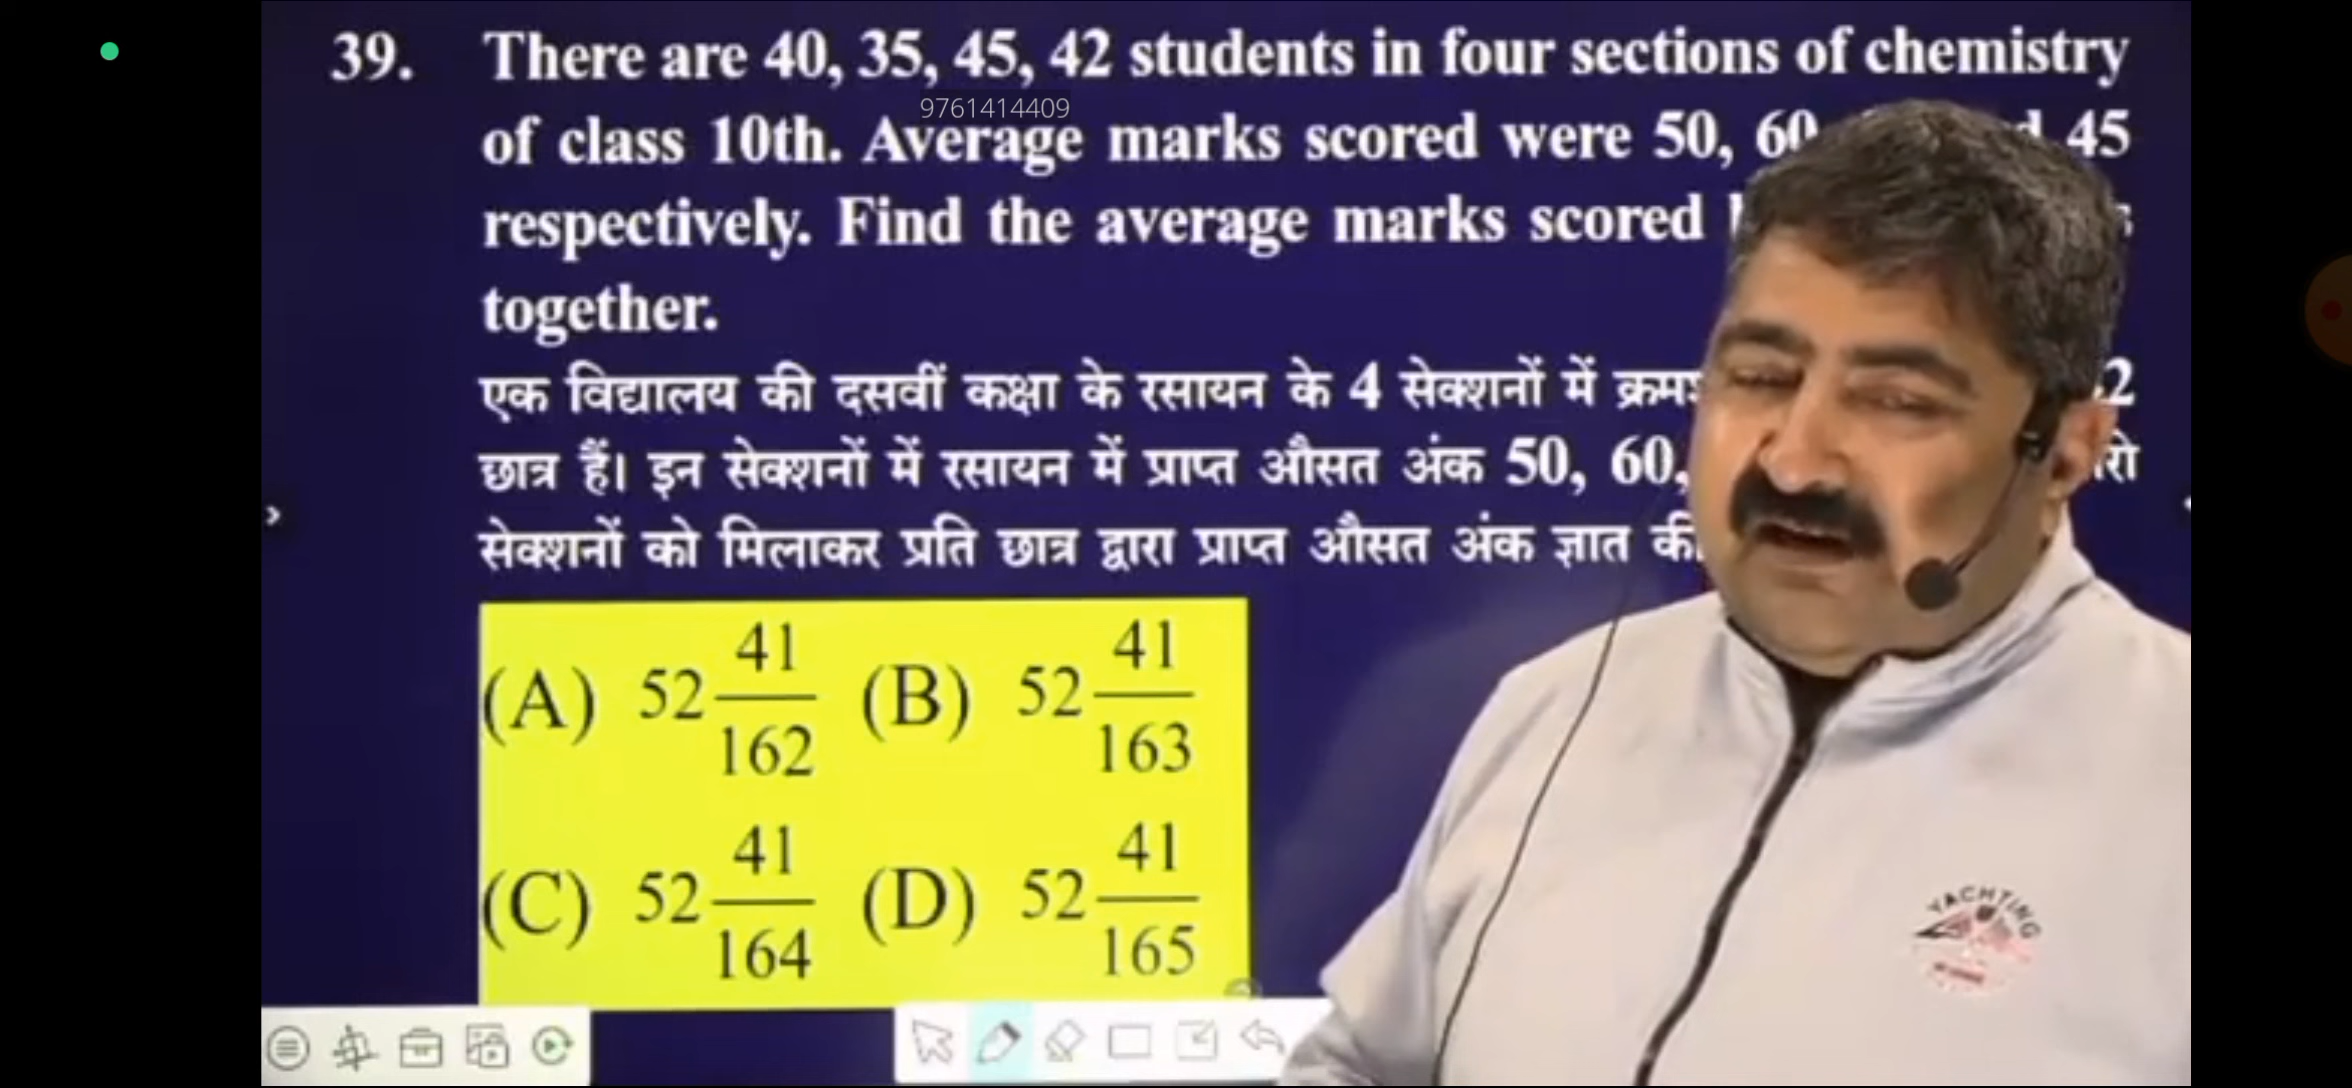 39. There are 40, 35, 45, 42 students in four sections of chemistry
9761414409
of class 10th. Average marks scored were 50, 60 45
respectively. Find the average marks scored
together.
एक विद्यालय की दसवीं कक्षा के रसायन के 4 सेक्शनों में
छात्र हैं। इन सेक्शनों में रसायन में प्राप्त औसत अंक 50, 60,
सेक्शनों को मिलाकर प्रति छात्र द्वारा प्राप्त औसत अंक ज्ञात
(A) 52 41/162 (B) 52 41/163
(C) 52 41/164 (D) 52 41/165
YACHTING